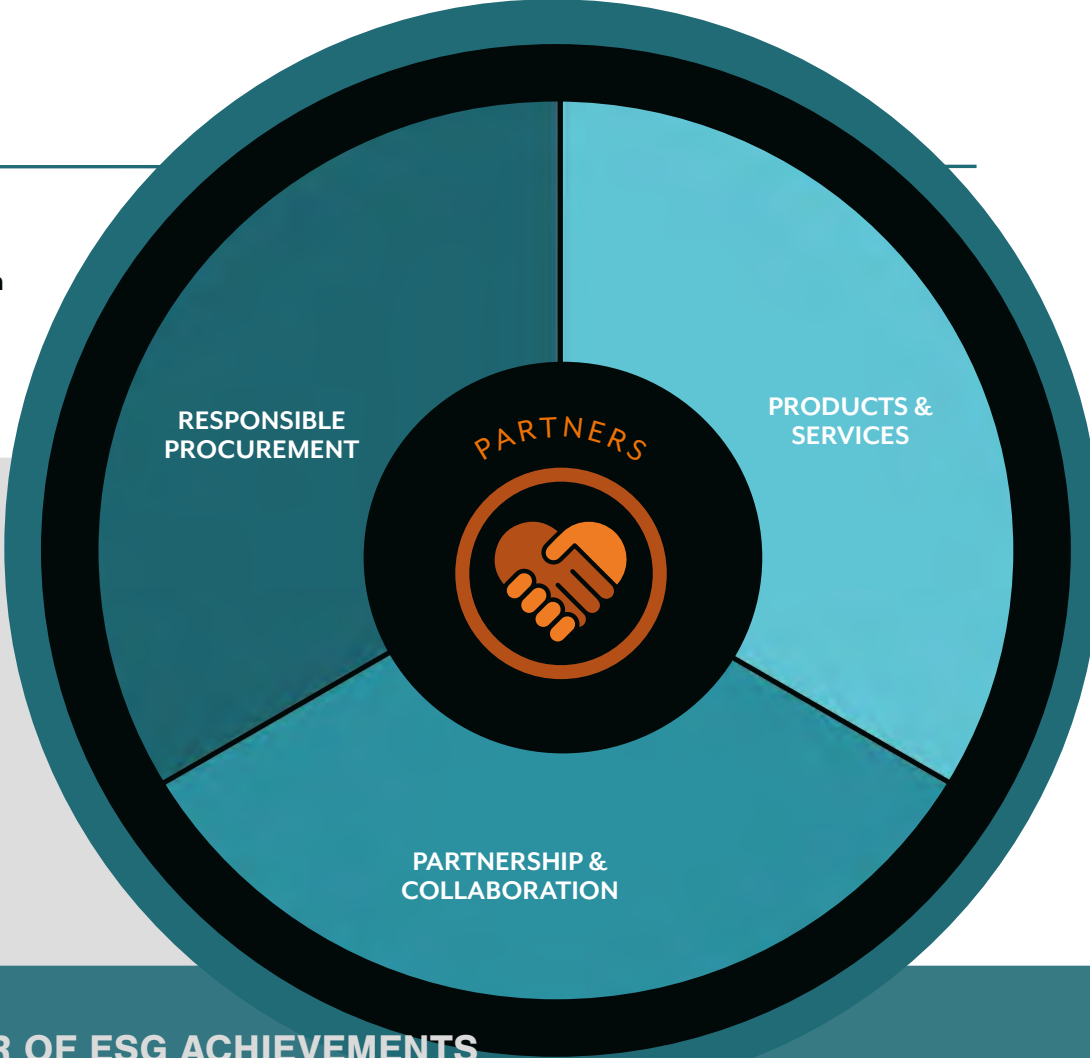 RESPONSIBLE
PROCUREMENT
PRODUCTS &
SERVICES
PARTNERS
PARTNERSHIP &
COLLABORATION
OF ESG ACHIEVEMENTS